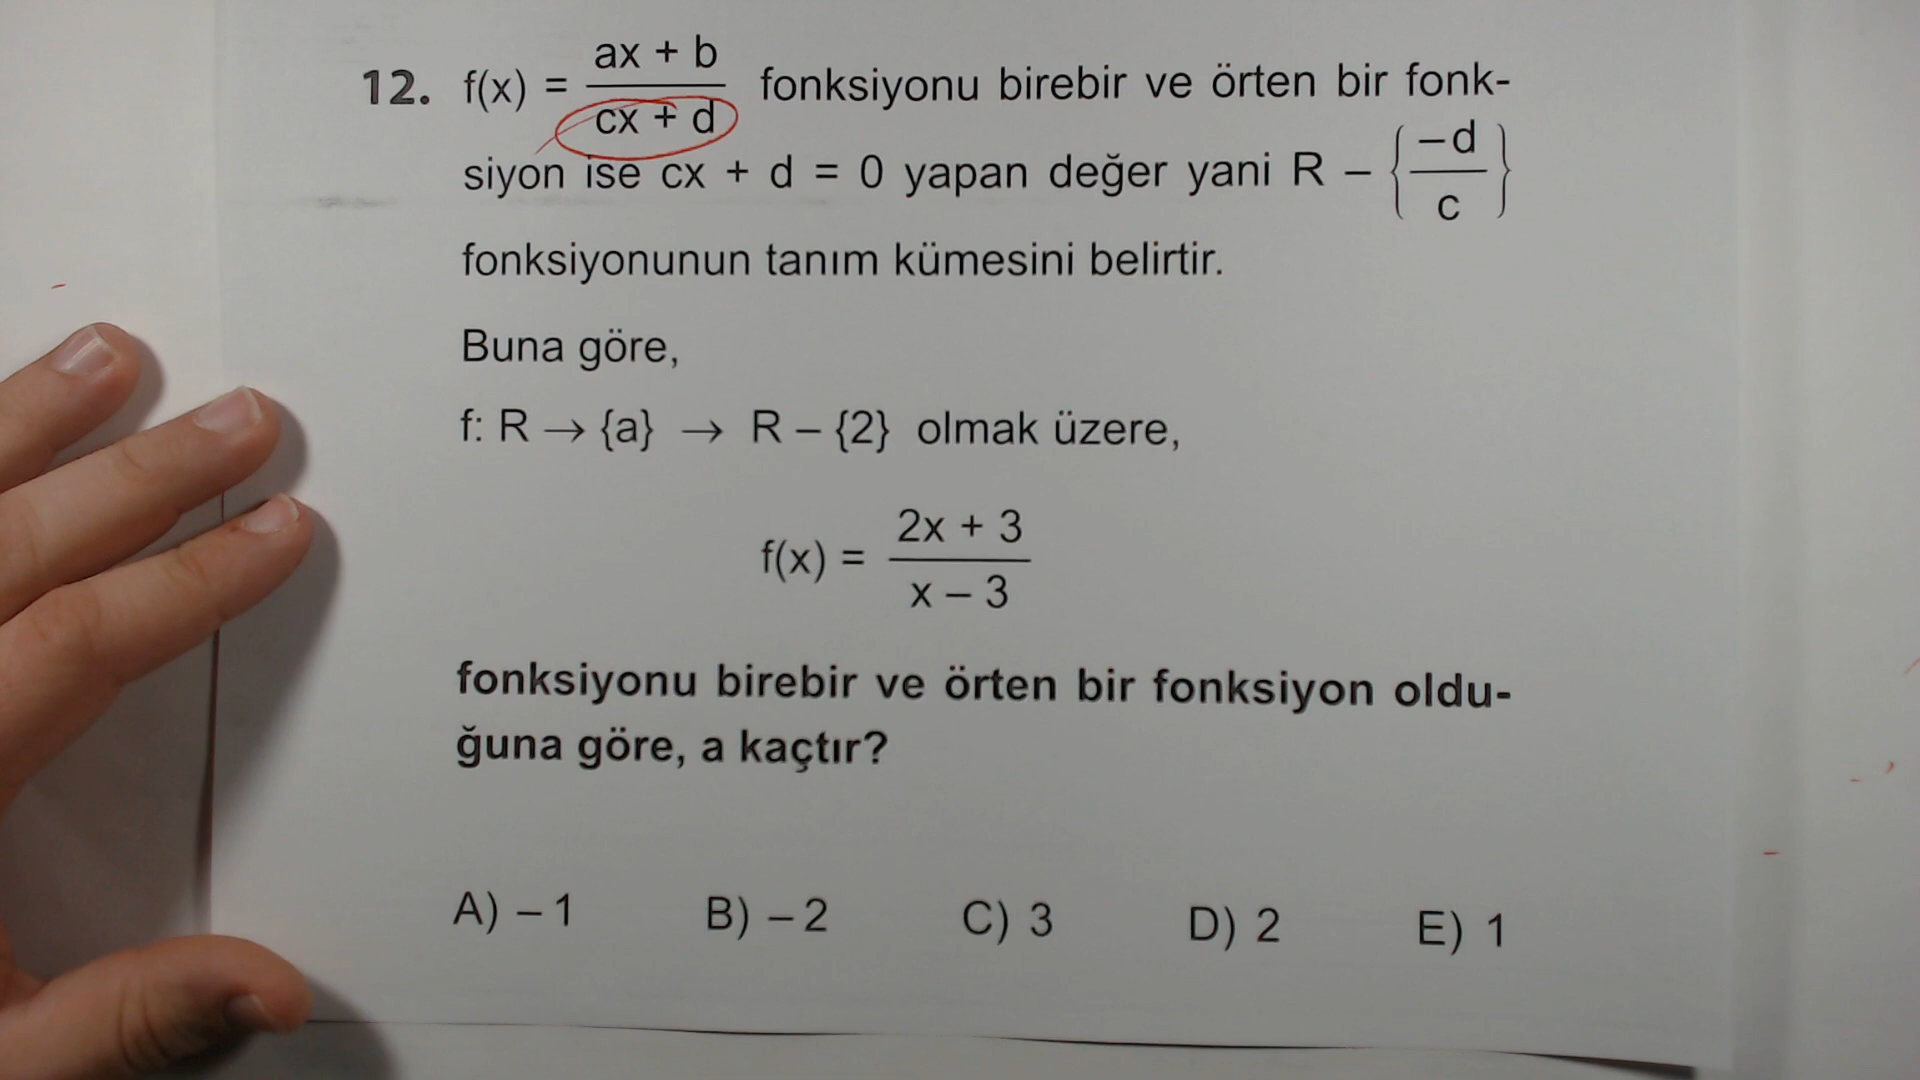 12. f(x) = (ax + b)/(cx + d) fonksiyonu birebir ve örten bir fonk-
siyon ise cx + d = 0 yapan değer yani R – {–d/c}
fonksiyonunun tanım kümesini belirtir.
Buna göre,
f: R → {a} → R – {2} olmak üzere,
f(x) = (2x + 3)/(x – 3)
fonksiyonu birebir ve örten bir fonksiyon oldu-
ğuna göre, a kaçtır?
A) – 1 B) – 2 C) 3 D) 2 E) 1